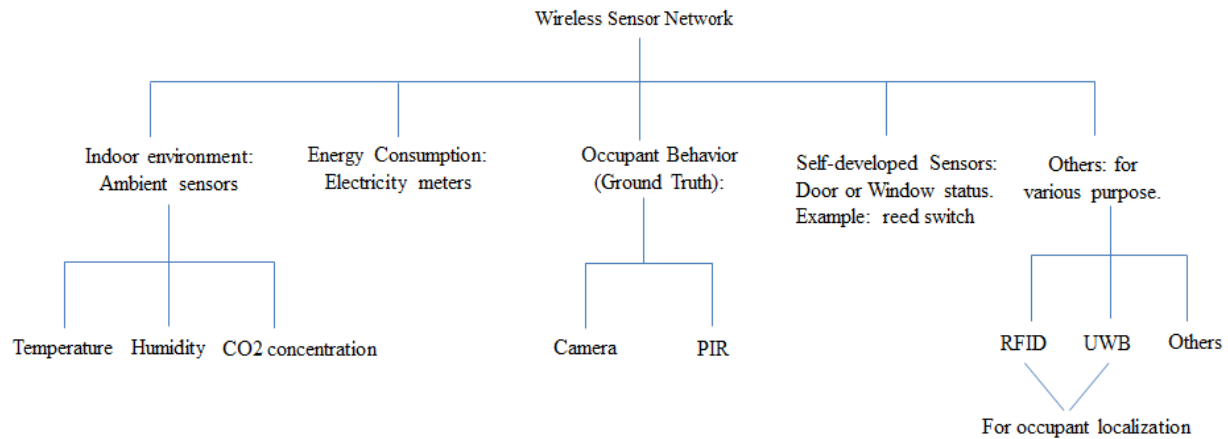 Wireless Sensor Network
Indoor environment:
Ambient sensors
Energy Consumption:
Electricity meters
Occupant Behavior
(Ground Truth):
Self-developed Sensors:
Door or Window status.
Example: reed switch
Others: for
various purpose.
Temperature
Humidity
CO2 concentration
Camera
PIR
RFID
UWB
Others
For occupant localization